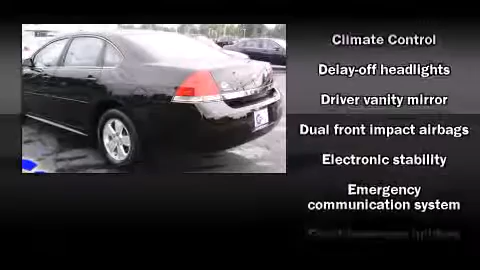 Climate Control
Delay-off headlights
Driver vanity mirror
Dual front impact airbags
Electronic stability
Emergency
communication system